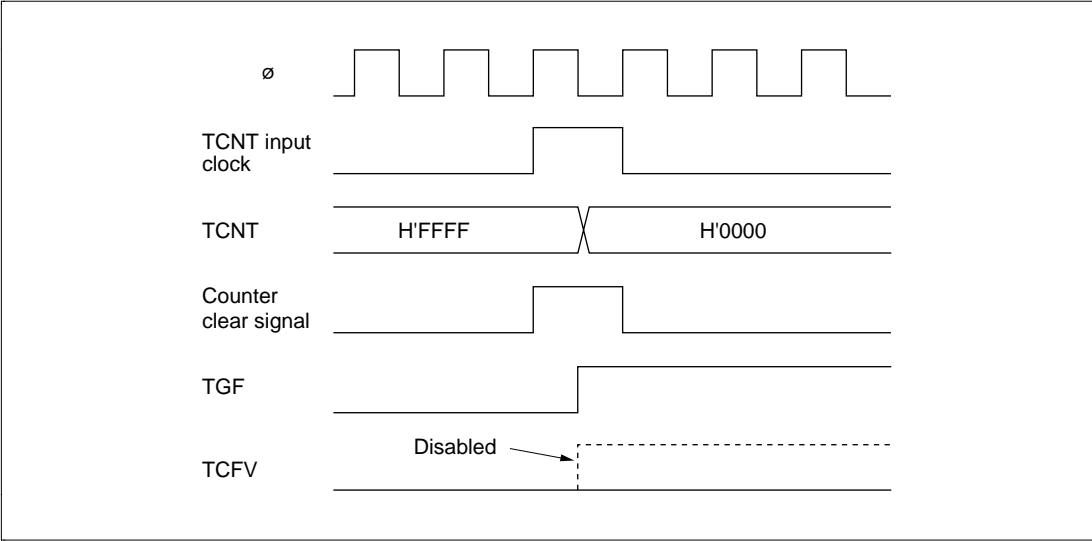 ø
TCNT input
clock
TCNT
H'FFFF
H'0000
Counter
clear signal
TGF
Disabled
TCFV